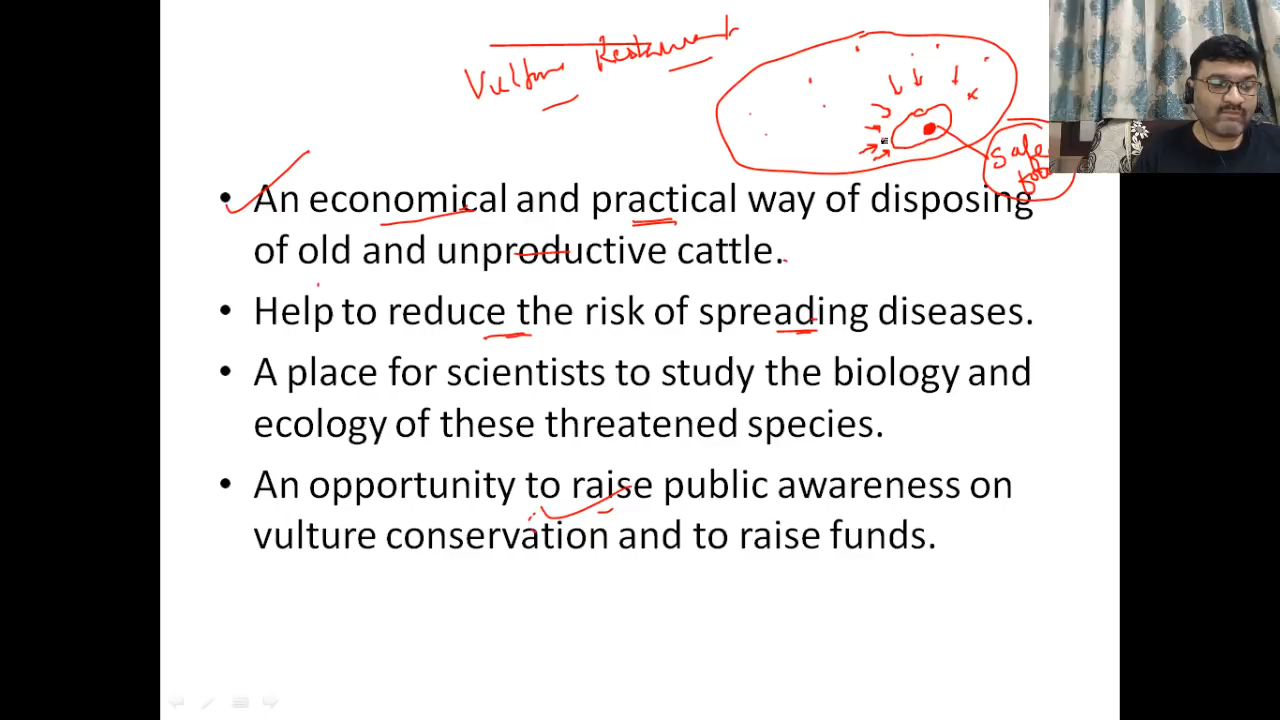 Vulture Restaurant
Safe
• An economical and practical way of disposing
of old and unproductive cattle.
• Help to reduce the risk of spreading diseases.
• A place for scientists to study the biology and
ecology of these threatened species.
• An opportunity to raise public awareness on
vulture conservation and to raise funds.